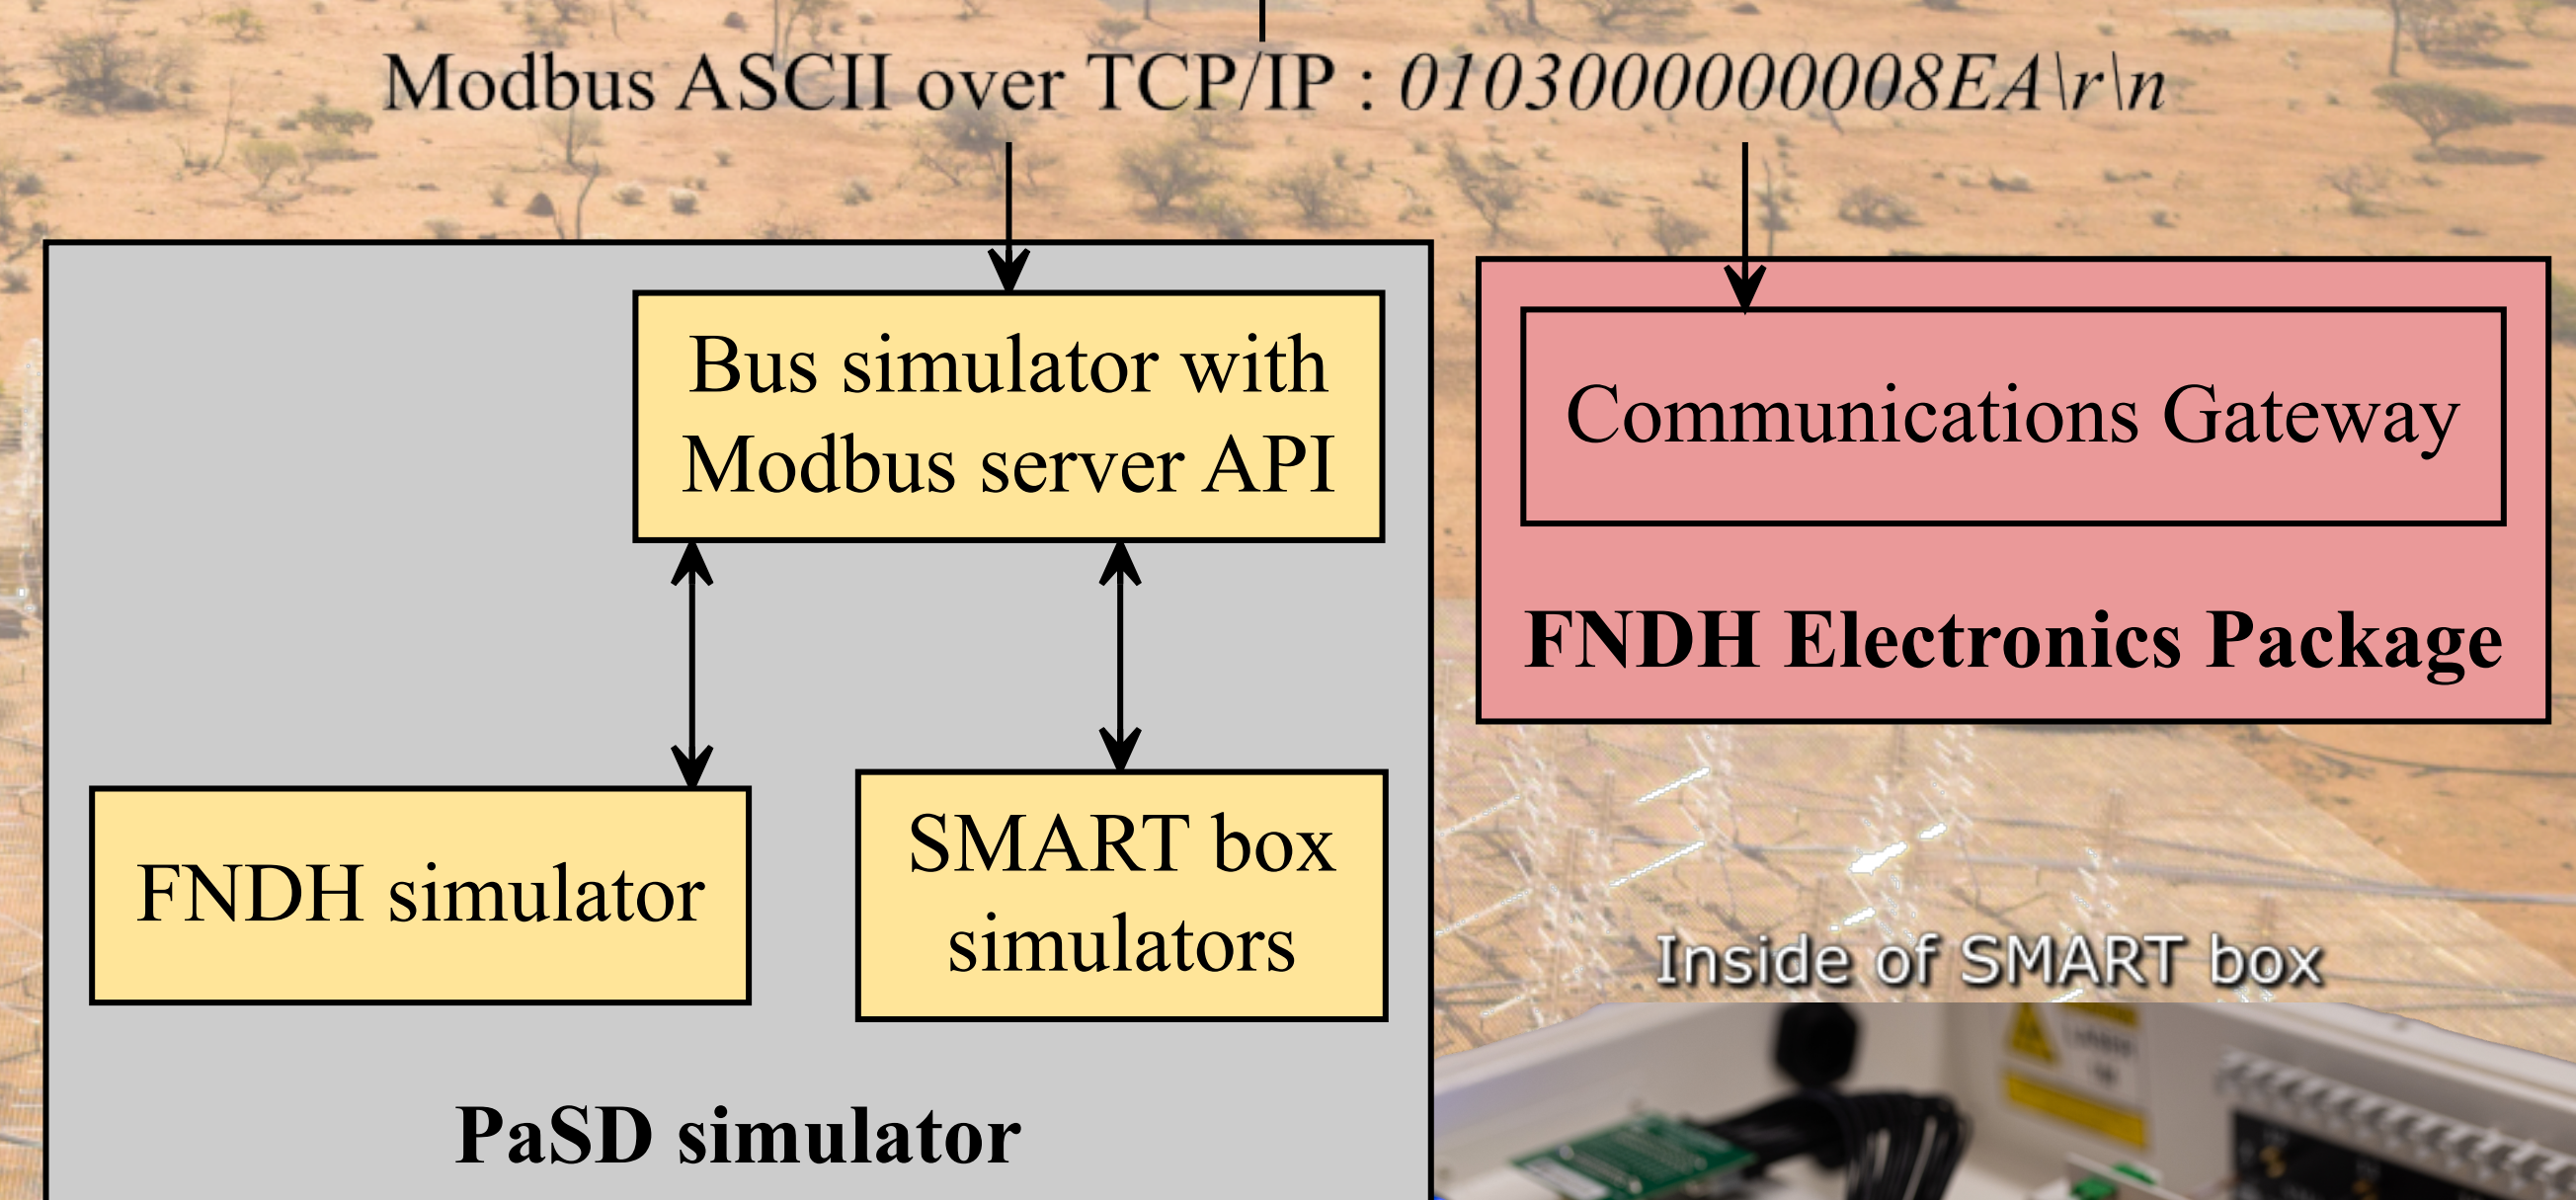 Modbus ASCII over TCP/IP : 0103000000008EA\r\n
Bus simulator with
Modbus server API
Communications Gateway
FNDH Electronics Package
FNDH simulator
SMART box
simulators
Inside of SMART box
PaSD simulator